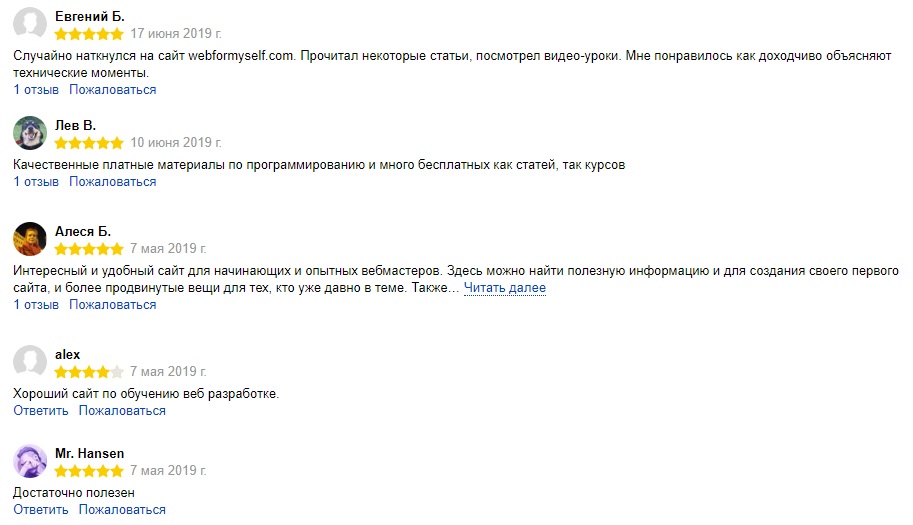 Евгений Б.
17 июня 2019 г.
Случайно наткнулся на сайт webformyself.com. Прочитал некоторые статьи, посмотрел видео-уроки. Мне понравилось как доходчиво объясняют
технические моменты.
1 отзыв Пожаловаться
Лев В.
10 июня 2019 г.
Качественные платные материалы по программированию и много бесплатных как статей, так курсов
1 отзыв Пожаловаться
Алеся Б.
7 мая 2019 г.
Интересный и удобный сайт для начинающих и опытных вебмастеров. Здесь можно найти полезную информацию и для создания своего первого
сайта, и более продвинутые вещи для тех, кто уже давно в теме. Также… Читать далее
1 отзыв Пожаловаться
alex
7 мая 2019 г.
Хороший сайт по обучению веб разработке.
Ответить Пожаловаться
Mr. Hansen
7 мая 2019 г.
Достаточно полезен
Ответить Пожаловаться